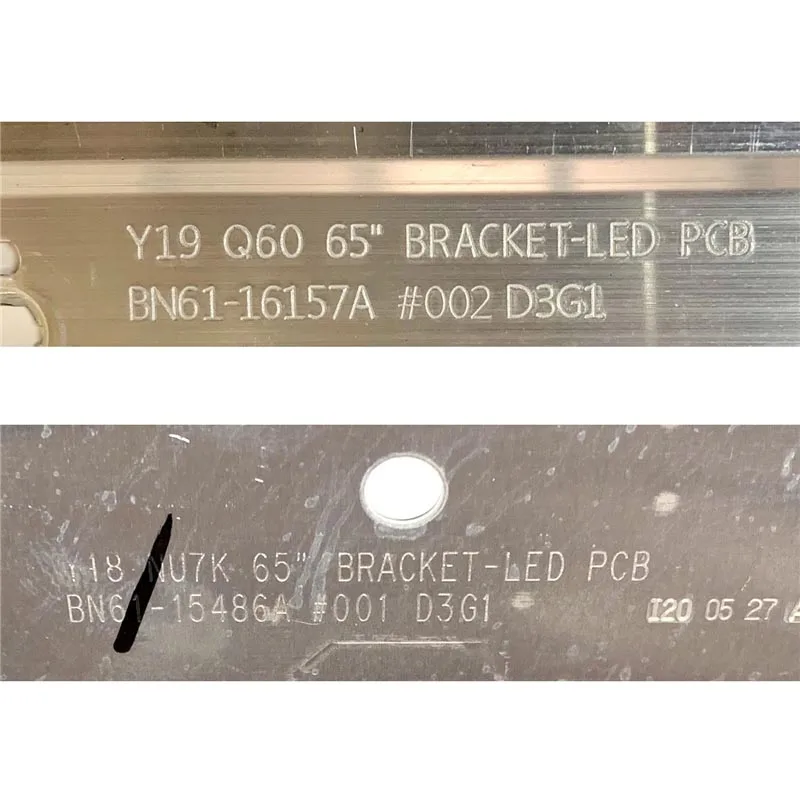 Y19 Q60 65" BRACKET-LED PCB
BN61-16157A #002 D3G1
Y18 NU7K 65" BRACKET-LED PCB
BN61-15486A #001 D3G1
I20 05 27 A